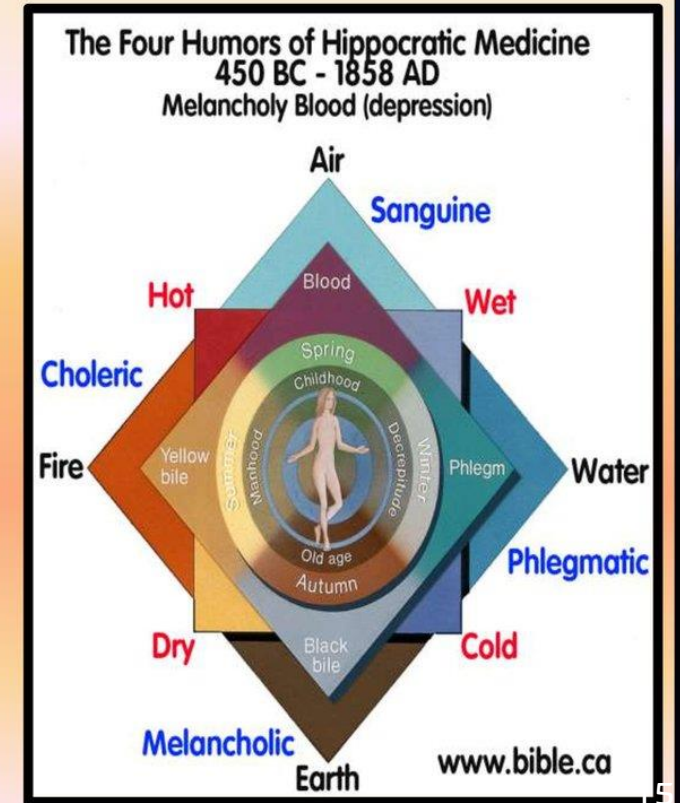 The Four Humors of Hippocratic Medicine
450 BC - 1858 AD
Melancholy Blood (depression)
Air
Sanguine
Blood
Hot
Wet
Spring
Childhood
Choleric
Fire
Yellow
bile
Summer
Manhood
Decrepitude
Winter
Phlegm
Water
Old age
Autumn
Phlegmatic
Dry
Black
bile
Cold
Melancholic
Earth
www.bible.ca
15